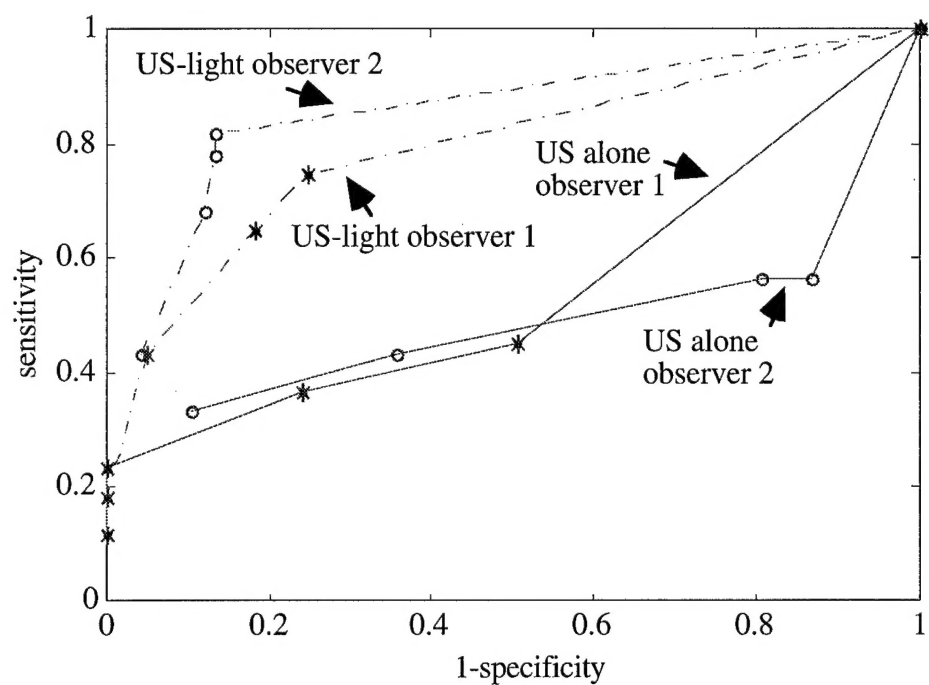 1
US-light observer 2
0.8
US alone
observer 1
US-light observer 1
0.6
sensitivity
US alone
observer 2
0.4
0.2
0
0
0.2
0.4
0.6
0.8
1
1-specificity